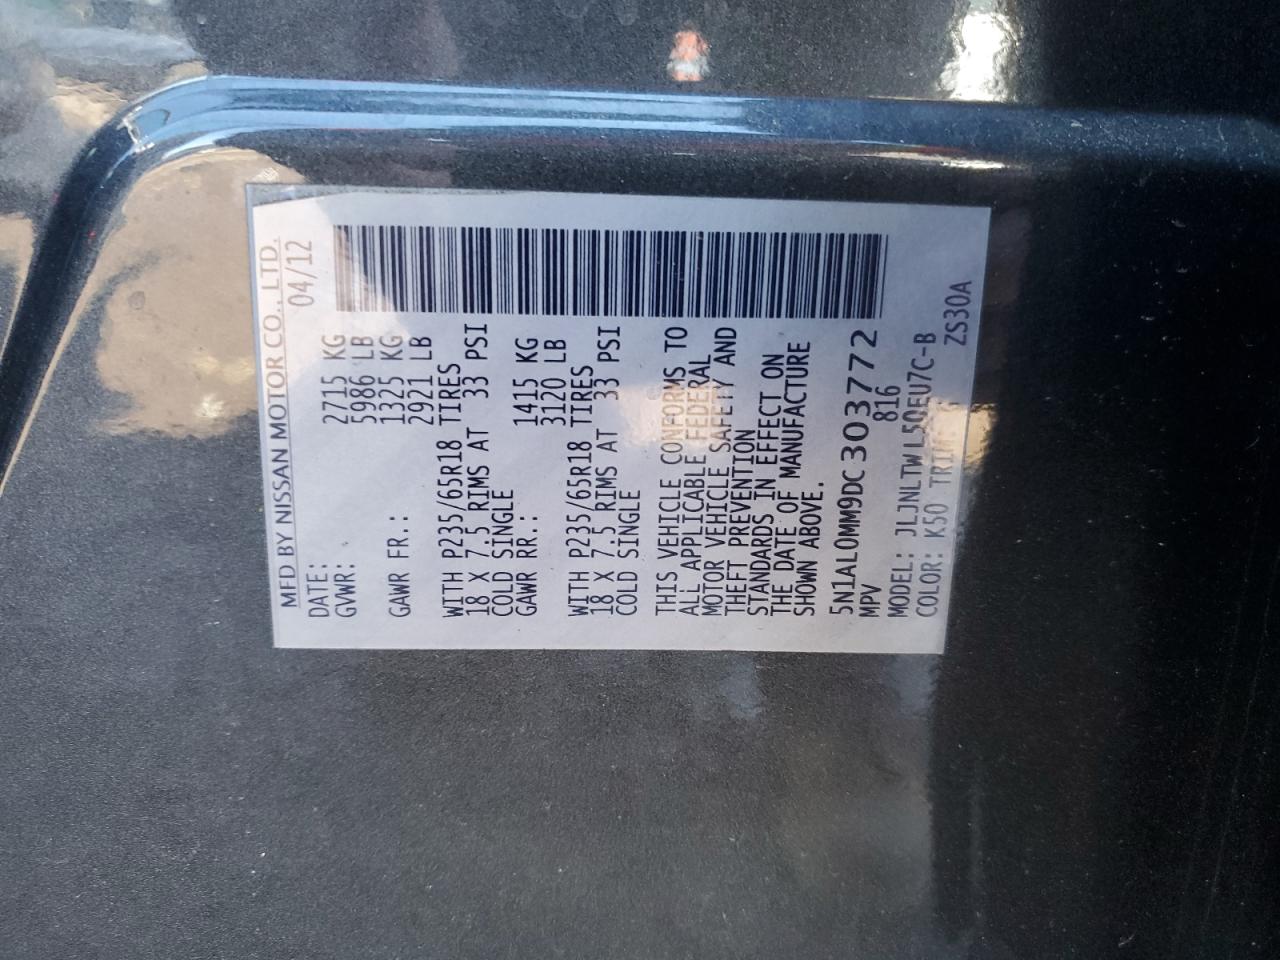 MFD BY NISSAN MOTOR CO., LTD.
DATE: 04/12
GVWR: 2715 KG
5986 LB
GAWR FR.: 1325 KG
2921 LB
WITH P235/65R18 TIRES
18 X 7.5 RIMS AT 33 PSI
COLD SINGLE
GAWR RR.: 1415 KG
3120 LB
WITH P235/65R18 TIRES
18 X 7.5 RIMS AT 33 PSI
COLD SINGLE
THIS VEHICLE CONFORMS TO
ALL APPLICABLE FEDERAL
MOTOR VEHICLE SAFETY AND
THEFT PREVENTION
STANDARDS IN EFFECT ON
THE DATE OF MANUFACTURE
SHOWN ABOVE.
5N1AL0MM9DC303772
MPV 816
MODEL: JLJNLTWL50EU7C-B
COLOR: K50 TRIM:
ZS30A